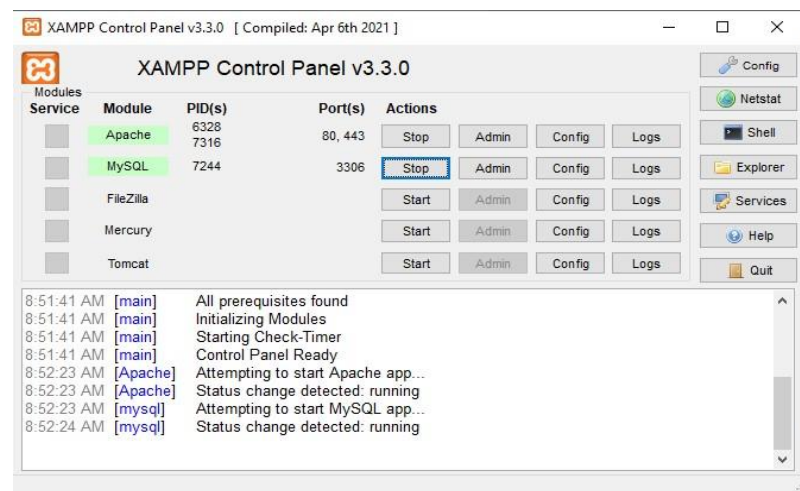 XAMPP Control Panel v3.3.0 [ Compiled: Apr 6th 2021 ]
XAMPP Control Panel v3.3.0
Config
Modules
Service Module PID(s) Port(s) Actions
Netstat
Apache 6328 7316 80, 443 Stop Admin Config Logs
Shell
MySQL 7244 3306 Stop Admin Config Logs
Explorer
FileZilla Start Admin Config Logs
Services
Mercury Start Admin Config Logs
Help
Tomcat Start Admin Config Logs
Quit
8:51:41 AM [main] All prerequisites found
8:51:41 AM [main] Initializing Modules
8:51:41 AM [main] Starting Check-Timer
8:51:41 AM [main] Control Panel Ready
8:52:23 AM [Apache] Attempting to start Apache app...
8:52:23 AM [Apache] Status change detected: running
8:52:23 AM [mysql] Attempting to start MySQL app...
8:52:24 AM [mysql] Status change detected: running